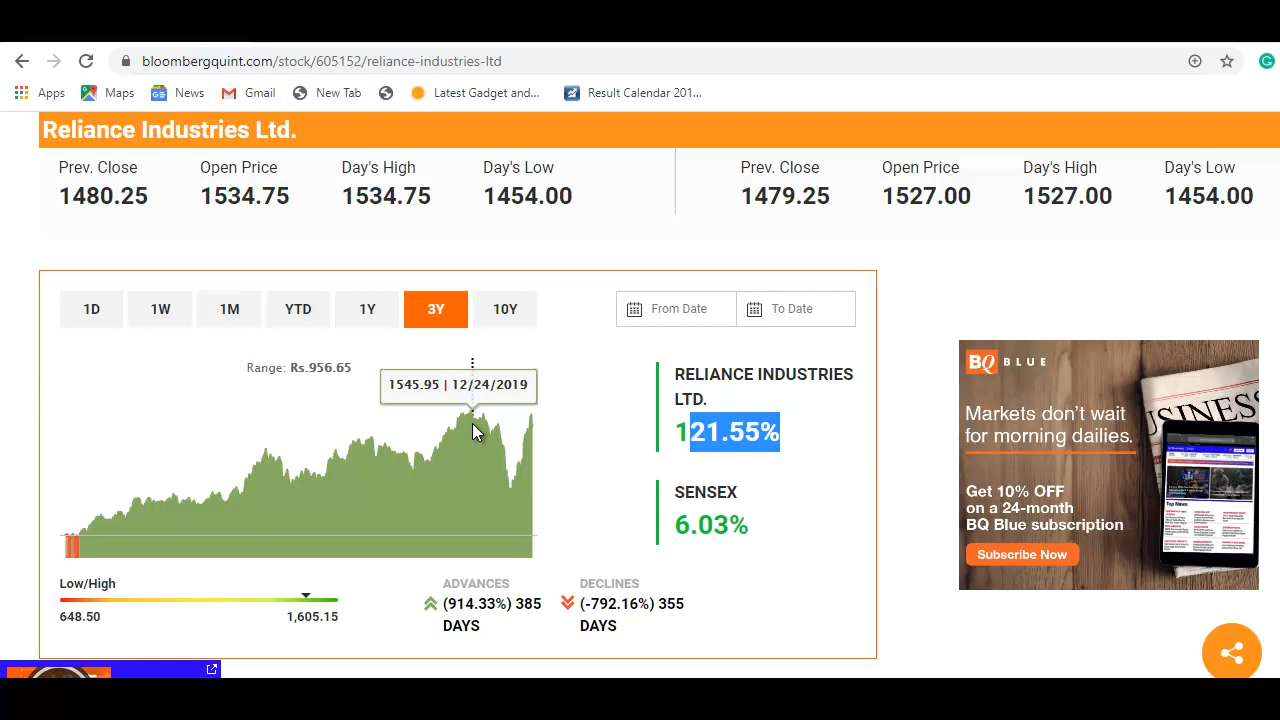 bloombergquint.com/stock/605152/reliance-industries-ltd
Apps Maps News Gmail New Tab Latest Gadget and... Result Calendar 201...
Reliance Industries Ltd.
Prev. Close Open Price Day's High Day's Low Prev. Close Open Price Day's High Day's Low
1480.25 1534.75 1534.75 1454.00 1479.25 1527.00 1527.00 1454.00
1D 1W 1M YTD 1Y 3Y 10Y From Date To Date
Range: Rs.956.65
1545.95 | 12/24/2019
RELIANCE INDUSTRIES
LTD.
121.55%
SENSEX
6.03%
Low/High
648.50 1,605.15
ADVANCES
(914.33%) 385
DAYS
DECLINES
(-792.16%) 355
DAYS
BQ BLUE
Markets don't wait
for morning dailies.
Get 10% OFF
on a 24-month
BQ Blue subscription
Subscribe Now